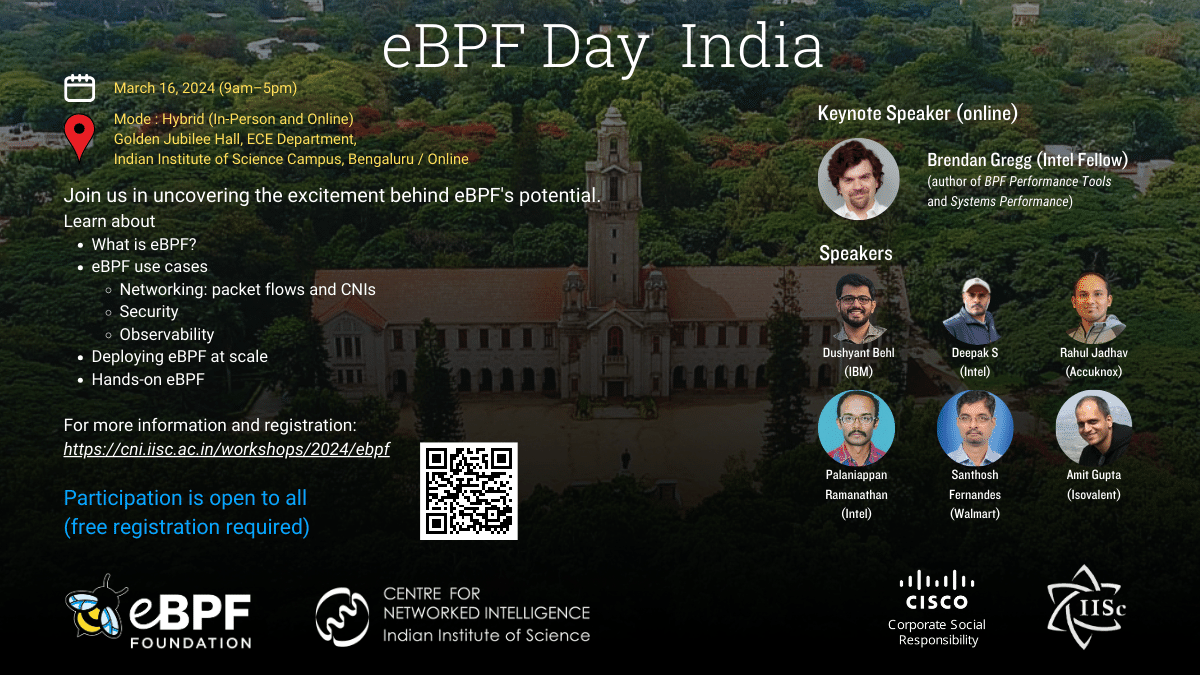 eBPF Day India
March 16, 2024 (9am–5pm)
Mode : Hybrid (In-Person and Online)
Golden Jubilee Hall, ECE Department,
Indian Institute of Science Campus, Bengaluru / Online
Join us in uncovering the excitement behind eBPF's potential.
Learn about
• What is eBPF?
• eBPF use cases
◦ Networking: packet flows and CNIs
◦ Security
◦ Observability
• Deploying eBPF at scale
• Hands-on eBPF
For more information and registration:
https://cni.iisc.ac.in/workshops/2024/ebpf
Participation is open to all
(free registration required)
Keynote Speaker (online)
Brendan Gregg (Intel Fellow)
(author of BPF Performance Tools
and Systems Performance)
Speakers
Dushyant Behl
(IBM)
Deepak S
(Intel)
Rahul Jadhav
(Accuknox)
Palaniappan
Ramanathan
(Intel)
Santhosh
Fernandes
(Walmart)
Amit Gupta
(Isovalent)
eBPF
FOUNDATION
CENTRE FOR
NETWORKED INTELLIGENCE
Indian Institute of Science
CISCO
Corporate Social
Responsibility
IISc